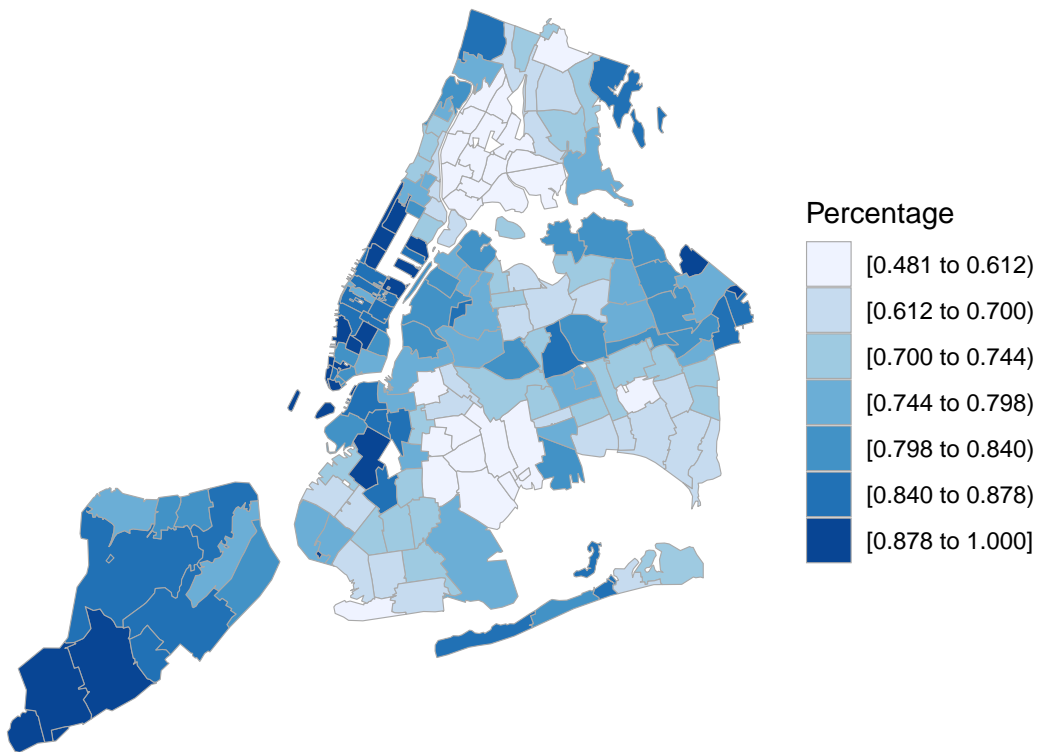 Percentage
[0.481 to 0.612)
[0.612 to 0.700)
[0.700 to 0.744)
[0.744 to 0.798)
[0.798 to 0.840)
[0.840 to 0.878)
[0.878 to 1.000]